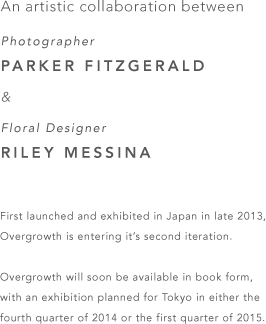 An artistic collaboration between
Photographer
PARKER FITZGERALD
&
Floral Designer
RILEY MESSINA
First launched and exhibited in Japan in late 2013,
Overgrowth is entering it's second iteration.
Overgrowth will soon be available in book form,
with an exhibition planned for Tokyo in either the
fourth quarter of 2014 or the first quarter of 2015.